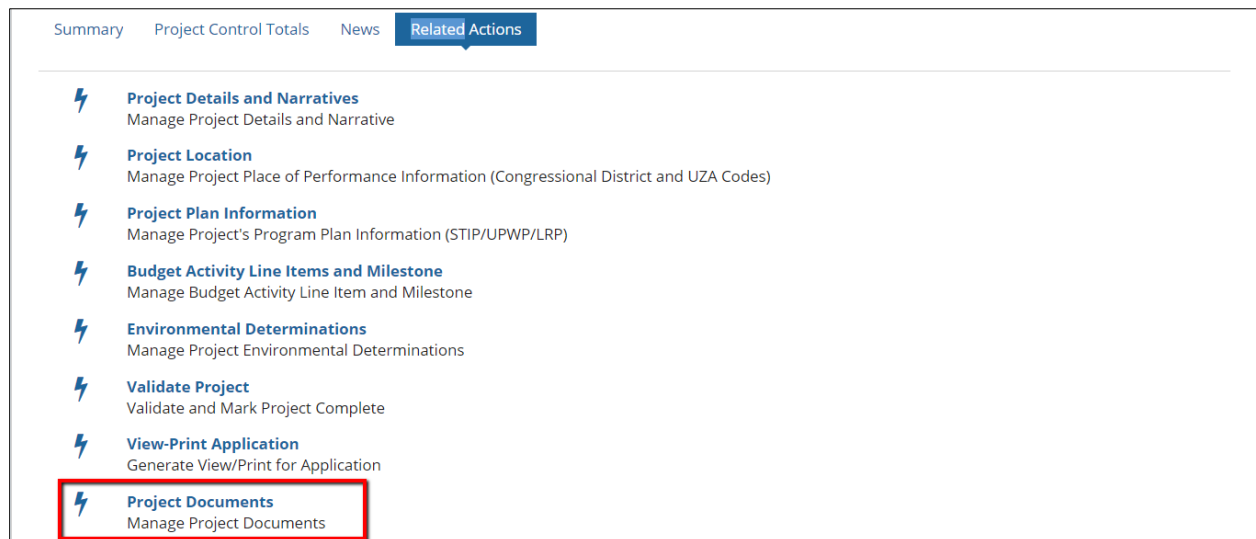 Summary Project Control Totals News Related Actions
Project Details and Narratives
Manage Project Details and Narrative
Project Location
Manage Project Place of Performance Information (Congressional District and UZA Codes)
Project Plan Information
Manage Project's Program Plan Information (STIP/UPWP/LRP)
Budget Activity Line Items and Milestone
Manage Budget Activity Line Item and Milestone
Environmental Determinations
Manage Project Environmental Determinations
Validate Project
Validate and Mark Project Complete
View-Print Application
Generate View/Print for Application
Project Documents
Manage Project Documents